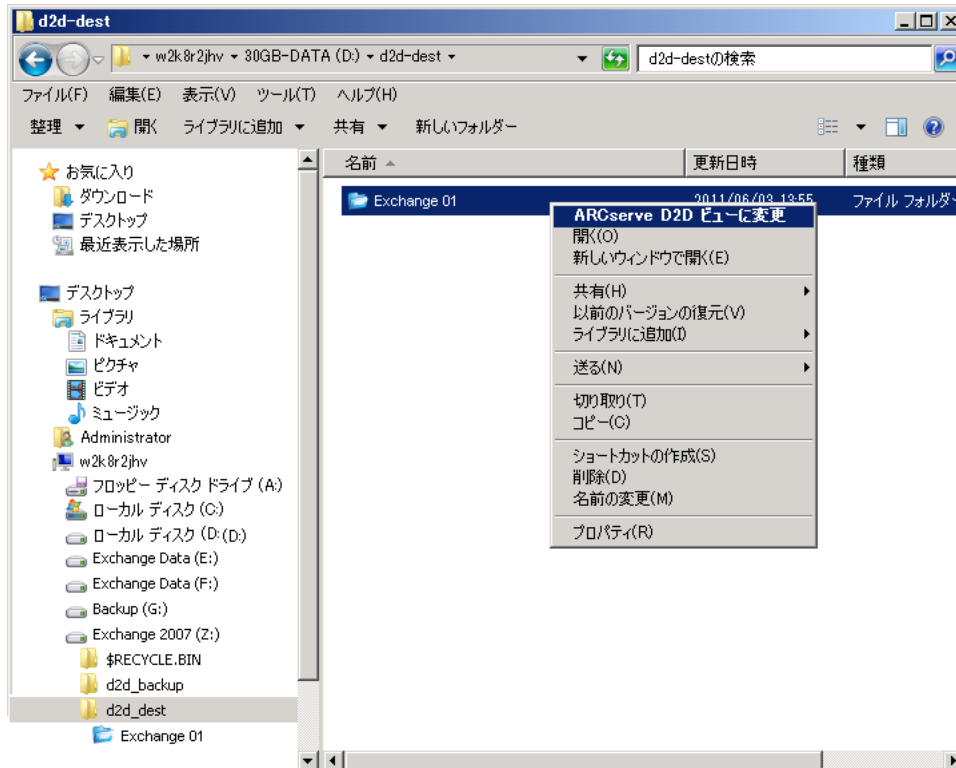 d2d-dest
w2k8r2jhv 30GB-DATA (D:) d2d-dest
d2d-destの検索
ファイル(F) 編集(E) 表示(V) ツール(T) ヘルプ(H)
整理 開く ライブラリに追加 共有 新しいフォルダー
お気に入り
ダウンロード
デスクトップ
最近表示した場所
デスクトップ
ライブラリ
ドキュメント
ピクチャ
ビデオ
ミュージック
Administrator
w2k8r2jhv
フロッピー ディスク ドライブ (A:)
ローカル ディスク (C:)
ローカル ディスク (D:(D:)
Exchange Data (E:)
Exchange Data (F:)
Backup (G:)
Exchange 2007 (Z:)
$RECYCLE.BIN
d2d_backup
d2d_dest
Exchange 01
名前 更新日時 種類
Exchange 01 2011/06/03 13:55 ファイル フォルダー
ARCserve D2D ビューに変更
開く(O)
新しいウィンドウで開く(E)
共有(H)
以前のバージョンの復元(V)
ライブラリに追加(I)
送る(N)
切り取り(T)
コピー(C)
ショートカットの作成(S)
削除(D)
名前の変更(M)
プロパティ(R)